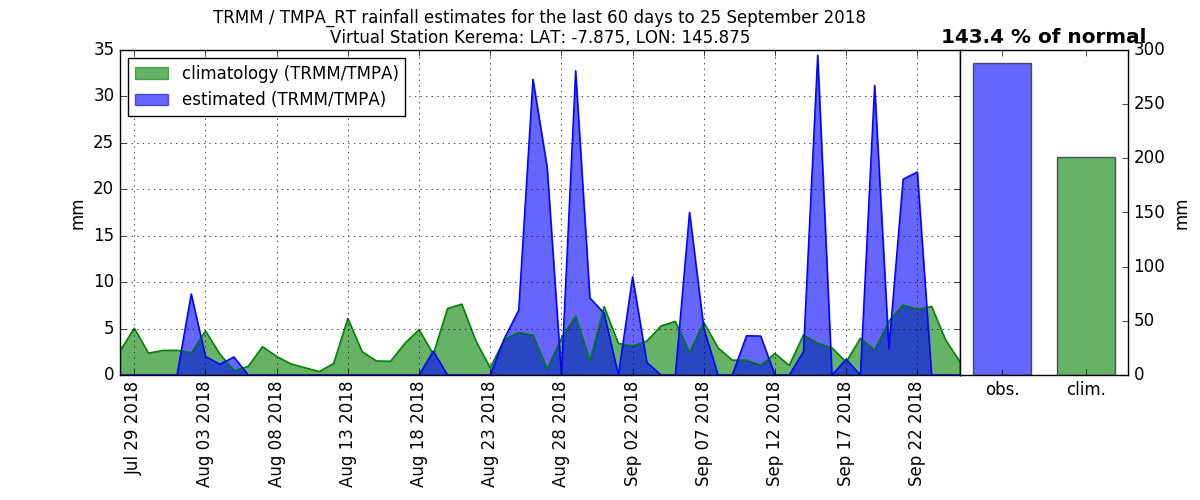 TRMM / TMPA_RT rainfall estimates for the last 60 days to 25 September 2018
Virtual Station Kerema: LAT: -7.875, LON: 145.875
143.4 % of normal
climatology (TRMM/TMPA)
estimated (TRMM/TMPA)
35
30
25
20
15
10
5
0
mm
Jul 29 2018
Aug 03 2018
Aug 08 2018
Aug 13 2018
Aug 18 2018
Aug 23 2018
Aug 28 2018
Sep 02 2018
Sep 07 2018
Sep 12 2018
Sep 17 2018
Sep 22 2018
300
250
200
150
100
50
0
mm
obs.
clim.